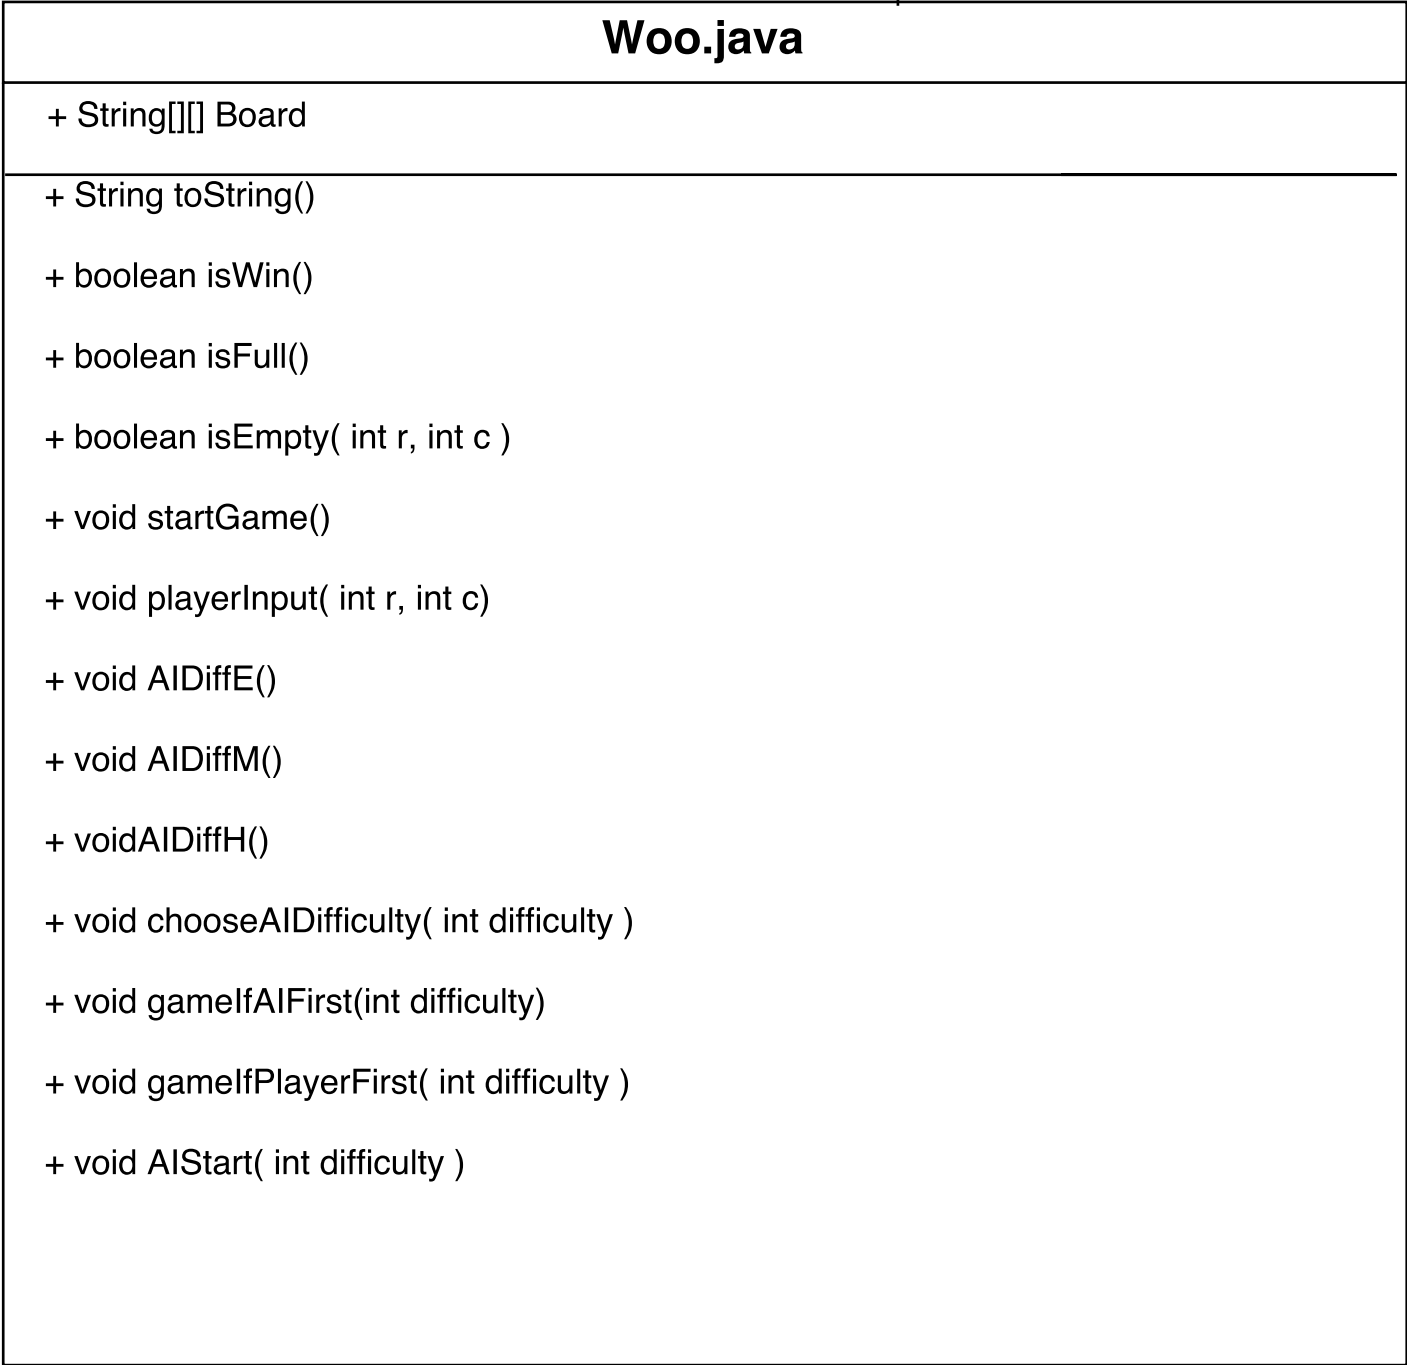 Woo.java
+ String[][] Board
+ String toString()
+ boolean isWin()
+ boolean isFull()
+ boolean isEmpty( int r, int c )
+ void startGame()
+ void playerInput( int r, int c)
+ void AIDiffE()
+ void AIDiffM()
+ voidAIDiffH()
+ void chooseAIDifficulty( int difficulty )
+ void gameIfAIFirst(int difficulty)
+ void gameIfPlayerFirst( int difficulty )
+ void AIStart( int difficulty )